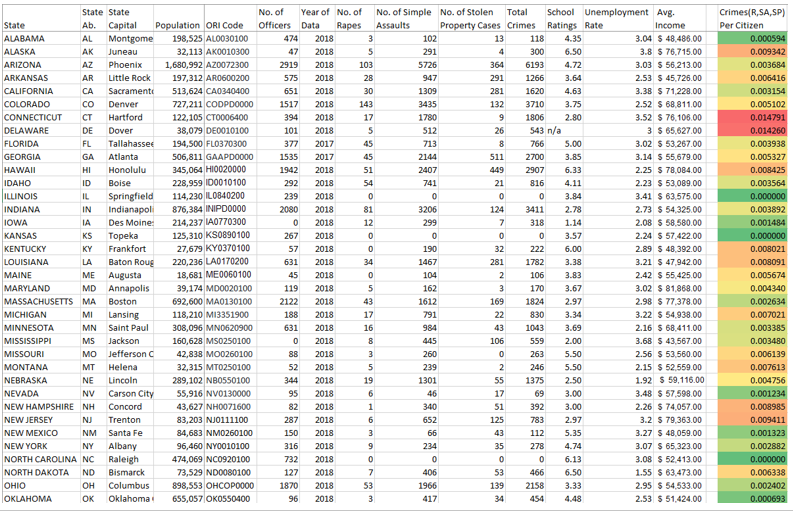 State State No. of Year of No. of No. of Simple No. of Stolen Total School Unemployment Avg. Crimes(R,SA,SP)
State Ab. Capital Population ORI Code Officers Data Rapes Assaults Property Cases Crimes Ratings Rate Income Per Citizen
ALABAMA AL Montgome 198,525 AL0030100 474 2018 3 102 13 118 4.35 3.04 $ 48,486.00 0.000594
ALASKA AK Juneau 32,113 AK0010300 47 2018 5 291 4 300 6.50 3.8 $ 76,715.00 0.009342
ARIZONA AZ Phoenix 1,680,992 AZ0072300 2919 2018 103 5726 364 6193 4.72 3.03 $ 56,213.00 0.003684
ARKANSAS AR Little Rock 197,312 AR0600200 575 2018 28 947 291 1266 3.64 2.53 $ 45,726.00 0.006416
CALIFORNIA CA Sacrament 513,624 CA0340400 651 2018 30 1309 281 1620 4.63 3.38 $ 71,228.00 0.003154
COLORADO CO Denver 727,211 CODPD0000 1517 2018 143 3435 132 3710 3.75 2.52 $ 68,811.00 0.005102
CONNECTICUT CT Hartford 122,105 CT0006400 394 2018 17 1780 9 1806 2.80 3.52 $ 76,106.00 0.014791
DELAWARE DE Dover 38,079 DE0010100 101 2018 5 512 26 543 n/a 3 $ 65,627.00 0.014260
FLORIDA FL Tallahasse 194,500 FL0370300 377 2017 45 713 8 766 5.00 3.02 $ 53,267.00 0.003938
GEORGIA GA Atlanta 506,811 GAAPD0000 1535 2017 45 2144 511 2700 3.85 3.14 $ 55,679.00 0.005327
HAWAII HI Honolulu 345,064 HI0020000 1942 2018 51 2407 449 2907 6.33 2.25 $ 78,084.00 0.008425
IDAHO ID Boise 228,959 ID0010100 292 2018 54 741 21 816 4.11 2.23 $ 53,089.00 0.003564
ILLINOIS IL Springfield 114,230 IL0840200 239 2018 0 0 0 0 3.84 3.41 $ 63,575.00 0.000000
INDIANA IN Indianapoli 876,384 INIPD0000 2080 2018 81 3206 124 3411 2.78 2.73 $ 54,325.00 0.003892
IOWA IA Des Moine 214,237 IA0770300 0 2018 12 299 7 318 1.14 2.08 $ 58,580.00 0.001484
KANSAS KS Topeka 125,310 KS0890100 267 2018 0 0 0 0 3.57 2.24 $ 57,422.00 0.000000
KENTUCKY KY Frankfort 27,679 KY0370100 57 2018 0 190 32 222 6.00 2.89 $ 48,392.00 0.008021
LOUISIANA LA Baton Roug 220,236 LA0170200 631 2018 34 1467 281 1782 3.38 3.21 $ 47,942.00 0.008091
MAINE ME Augusta 18,681 ME0060100 45 2018 0 104 2 106 3.83 2.42 $ 55,425.00 0.005674
MARYLAND MD Annapolis 39,174 MD0020100 119 2018 5 162 3 170 3.67 3.02 $ 81,868.00 0.004340
MASSACHUSETTS MA Boston 692,600 MA0130100 2122 2018 43 1612 169 1824 2.97 2.98 $ 77,378.00 0.002634
MICHIGAN MI Lansing 118,210 MI3351900 188 2018 17 791 22 830 3.34 3.22 $ 54,938.00 0.007021
MINNESOTA MN Saint Paul 308,096 MN0620900 631 2018 16 984 43 1043 3.69 2.16 $ 68,411.00 0.003385
MISSISSIPPI MS Jackson 160,628 MS0250100 0 2018 8 445 106 559 2.00 3.68 $ 43,567.00 0.003480
MISSOURI MO Jefferson C 42,838 MO0260100 88 2018 3 260 0 263 5.50 2.56 $ 53,560.00 0.006139
MONTANA MT Helena 32,315 MT0250100 52 2018 5 239 2 246 5.50 2.15 $ 52,559.00 0.007613
NEBRASKA NE Lincoln 289,102 NB0550100 344 2018 19 1301 55 1375 2.50 1.92 $ 59,116.00 0.004756
NEVADA NV Carson City 55,916 NV0130000 95 2018 6 46 17 69 3.00 3.48 $ 57,598.00 0.001234
NEW HAMPSHIRE NH Concord 43,627 NH0071600 82 2018 1 340 51 392 3.00 2.26 $ 74,057.00 0.008985
NEW JERSEY NJ Trenton 83,203 NJ0111100 287 2018 6 652 125 783 2.97 3.2 $ 79,363.00 0.009411
NEW MEXICO NM Santa Fe 84,683 NM0260100 150 2018 3 66 43 112 5.35 3.27 $ 48,059.00 0.001323
NEW YORK NY Albany 96,460 NY0010100 316 2018 9 234 35 278 4.74 3.07 $ 65,323.00 0.002882
NORTH CAROLINA NC Raleigh 474,069 NC0920100 732 2018 0 0 0 0 6.13 3.08 $ 52,413.00 0.000000
NORTH DAKOTA ND Bismarck 73,529 ND0080100 127 2018 7 406 53 466 6.50 1.55 $ 63,473.00 0.006338
OHIO OH Columbus 898,553 OHCOP0000 1870 2018 53 1966 139 2158 3.33 2.95 $ 54,533.00 0.002402
OKLAHOMA OK Oklahoma 655,057 OK0550400 96 2018 3 417 34 454 4.48 2.53 $ 51,424.00 0.000693